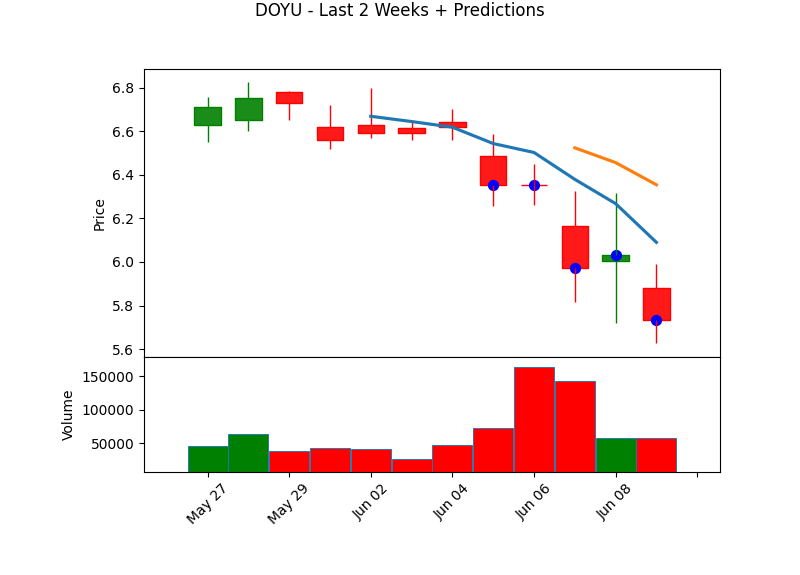 DOYU - Last 2 Weeks + Predictions
Price
6.8
6.6
6.4
6.2
6.0
5.8
5.6
Volume
150000
100000
50000
May 27
May 29
Jun 02
Jun 04
Jun 06
Jun 08